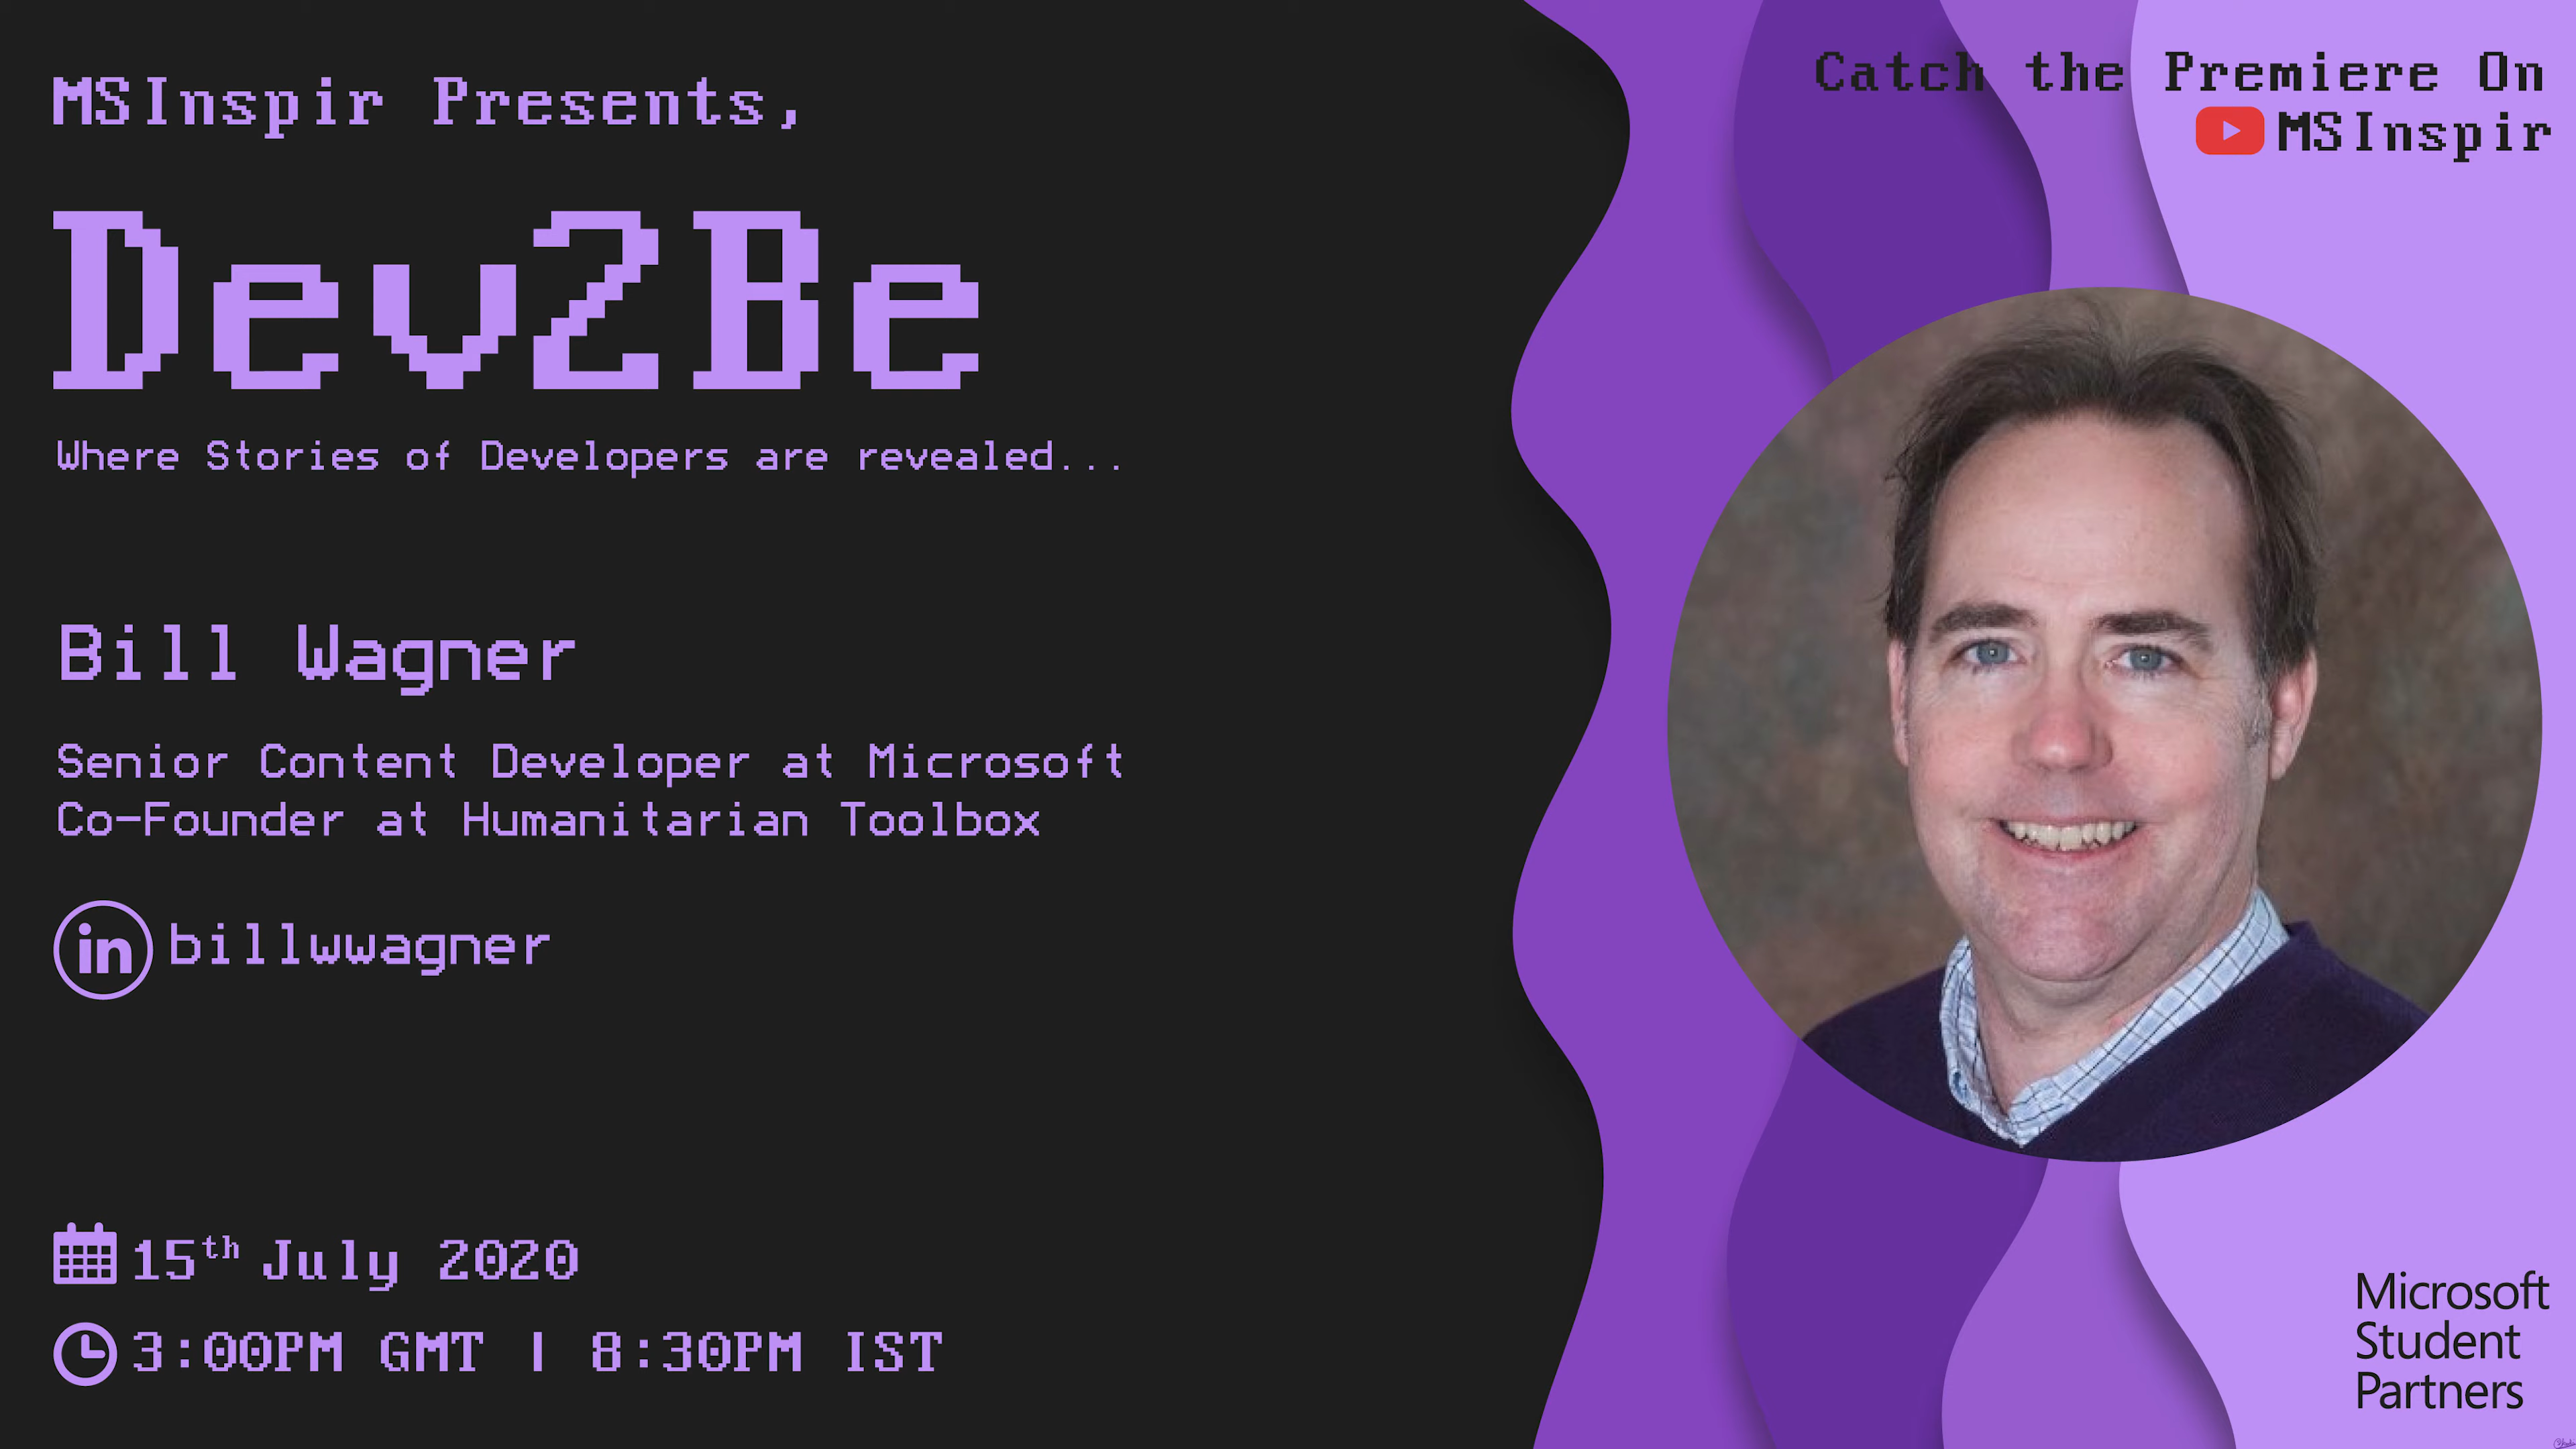 MSInspir Presents,
Dev2Be
Where Stories of Developers are revealed...
Bill Wagner
Senior Content Developer at Microsoft
Co-Founder at Humanitarian Toolbox
in billwwagner
15th July 2020
3:00PM GMT | 8:30PM IST
Catch the Premiere On
MSInspir
Microsoft
Student
Partners